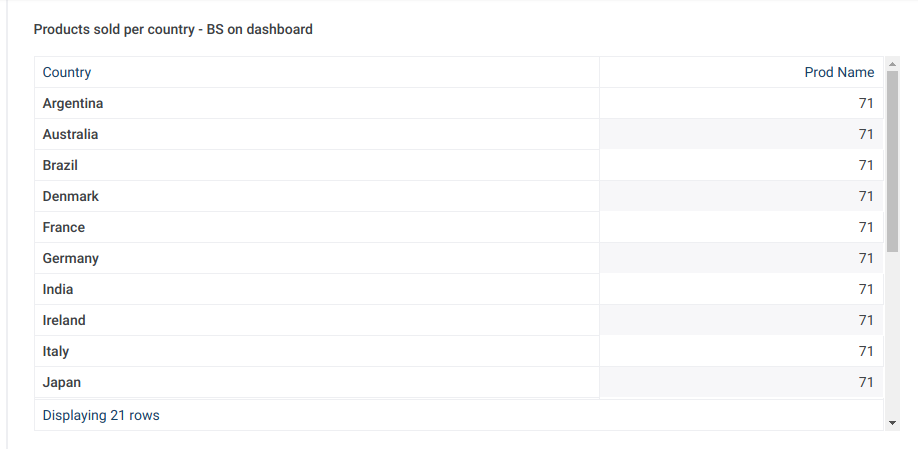 Products sold per country - BS on dashboard
Country Prod Name
Argentina 71
Australia 71
Brazil 71
Denmark 71
France 71
Germany 71
India 71
Ireland 71
Italy 71
Japan 71
Displaying 21 rows